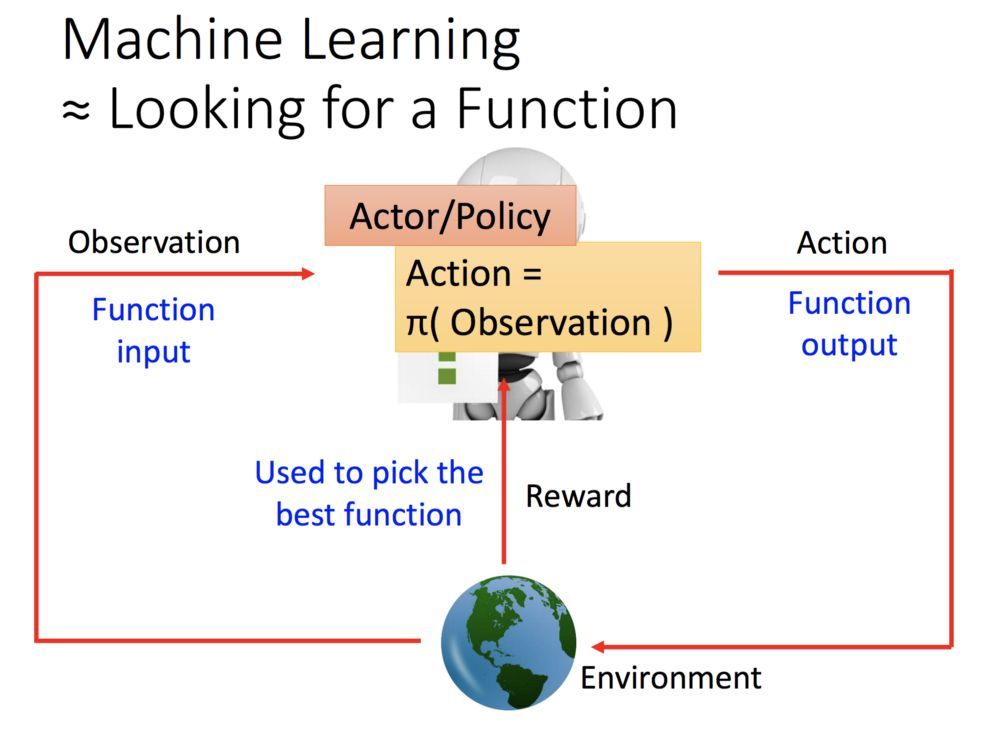 Machine Learning
≈ Looking for a Function
Actor/Policy
Observation
Action
Action =
π( Observation )
Function
input
Function
output
Used to pick the
best function
Reward
Environment